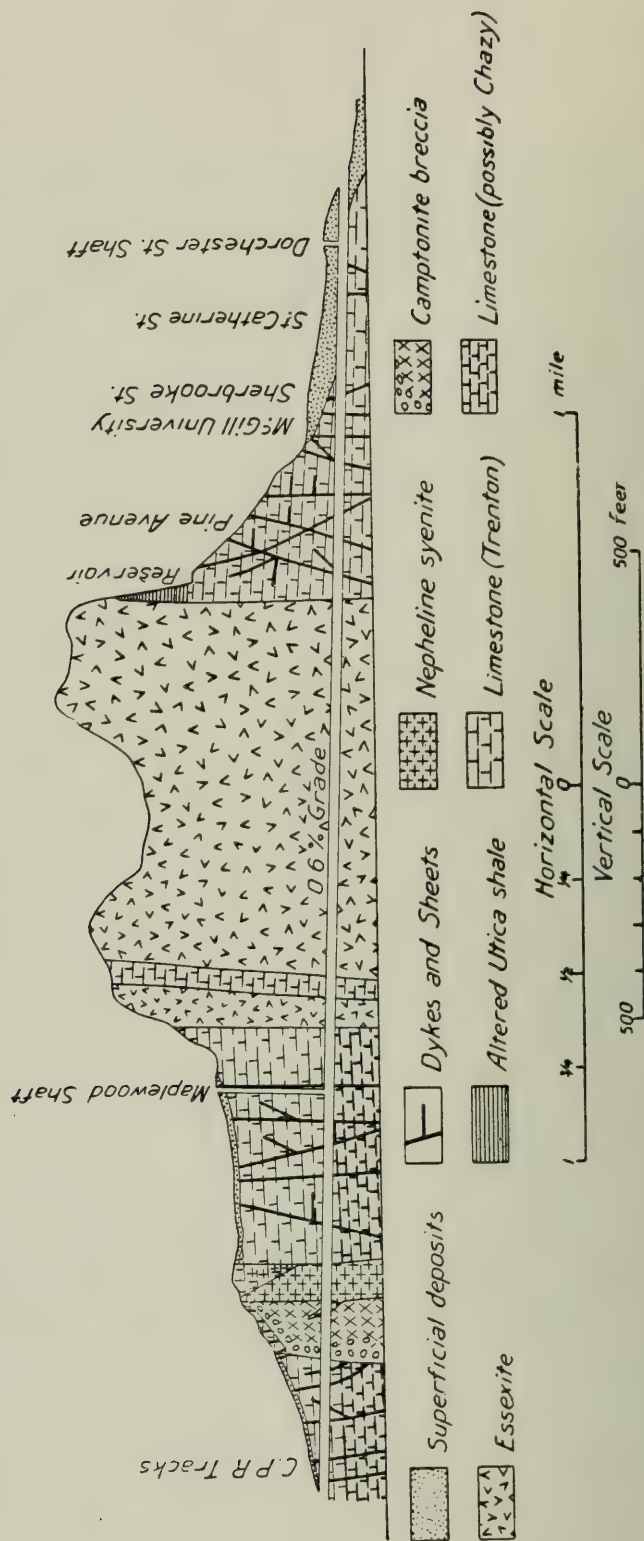 C.P.R Tracks
Maplewood Shaft
Reservoir
Pine Avenue
McGill University
Sherbrooke St.
St Catherine St.
Dorchester St. Shaft
0.6% Grade
Superficial deposits
Dykes and Sheets
Nepheline syenite
Camptonite breccia
Essexite
Altered Utica shale
Limestone (Trenton)
Limestone (possibly Chazy)
Horizontal Scale
1 ¾ ½ ¼ 0 1 mile
Vertical Scale
500 0 500 feet